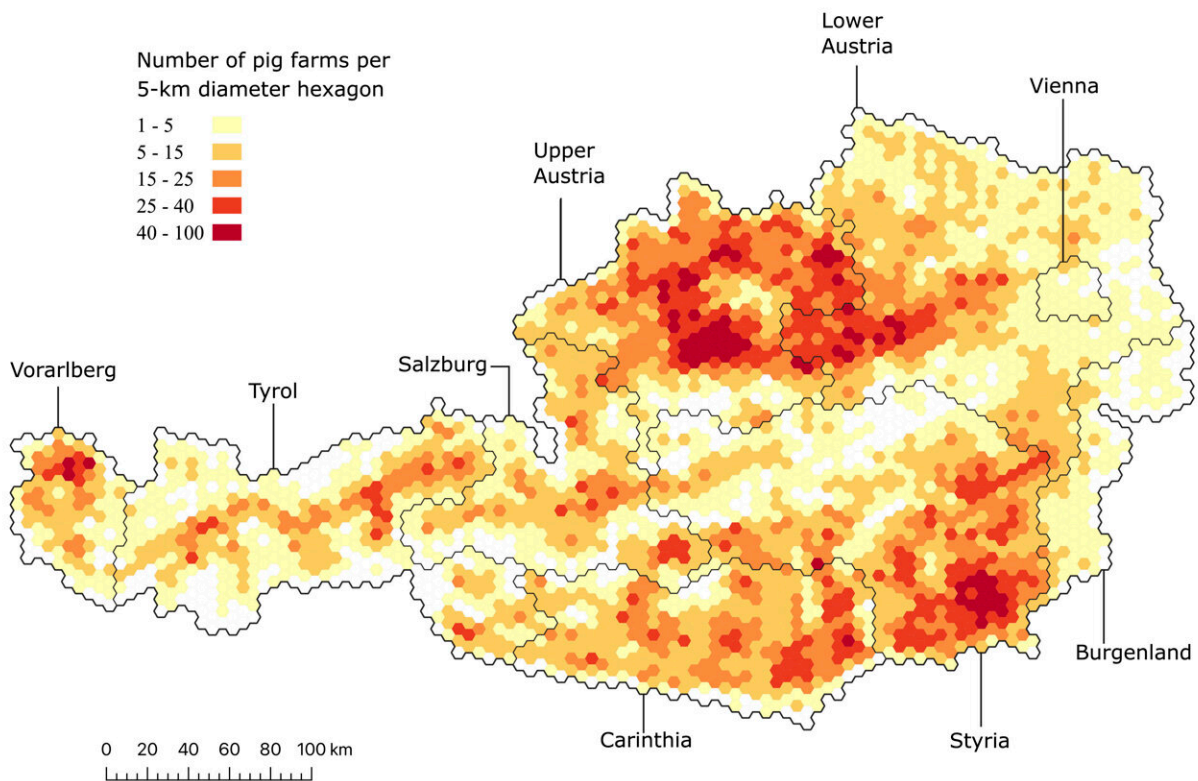 Number of pig farms per
5-km diameter hexagon
1 - 5
5 - 15
15 - 25
25 - 40
40 - 100
Lower
Austria
Vienna
Upper
Austria
Salzburg
Vorarlberg
Tyrol
Burgenland
Carinthia
Styria
0 20 40 60 80 100 km